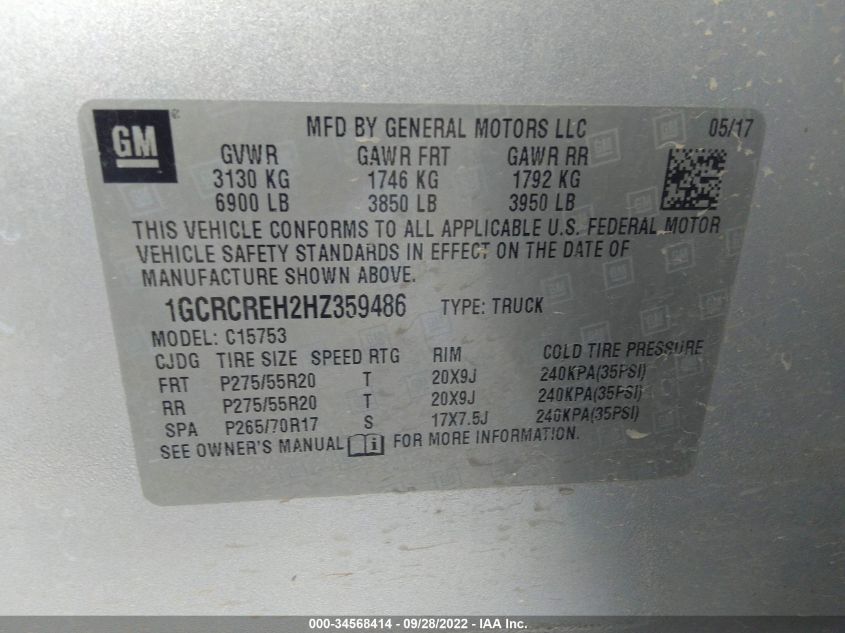 GM
MFD BY GENERAL MOTORS LLC 05/17
GVWR GAWR FRT GAWR RR
3130 KG 1746 KG 1792 KG
6900 LB 3850 LB 3950 LB
THIS VEHICLE CONFORMS TO ALL APPLICABLE U.S. FEDERAL MOTOR
VEHICLE SAFETY STANDARDS IN EFFECT ON THE DATE OF
MANUFACTURE SHOWN ABOVE.
1GCRCREH2HZ359486 TYPE: TRUCK
MODEL: C15753
CJDG TIRE SIZE SPEED RTG RIM COLD TIRE PRESSURE
FRT P275/55R20 T 20X9J 240KPA(35PSI)
RR P275/55R20 T 20X9J 240KPA(35PSI)
SPA P265/70R17 S 17X7.5J 240KPA(35PSI)
SEE OWNER'S MANUAL i FOR MORE INFORMATION.
000-34568414 - 09/28/2022 - IAA Inc.